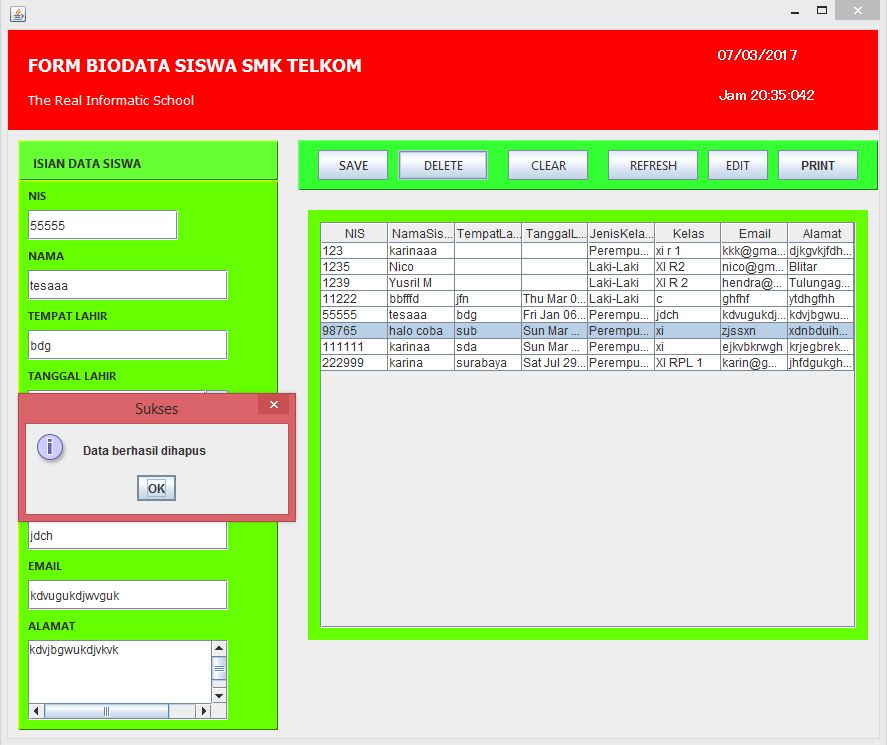 FORM BIODATA SISWA SMK TELKOM
The Real Informatic School
07/03/2017
Jam 20:35:042
ISIAN DATA SISWA
NIS
55555
NAMA
tesaaa
TEMPAT LAHIR
bdg
TANGGAL LAHIR
Sukses
Data berhasil dihapus
OK
jdch
EMAIL
kdvugukdjwvguk
ALAMAT
kdvjbgwukdjvkvk
SAVE DELETE CLEAR REFRESH EDIT PRINT
NIS NamaSis... TempatLa... TanggalL... JenisKela... Kelas Email Alamat
123 karinaaa Perempu... xi r 1 kkk@gma... djkgvkjfdh...
1235 Nico Laki-Laki XI R2 nico@gm... Blitar
1239 Yusril M Laki-Laki XI R 2 hendra@... Tulungag...
11222 bbfffd jfn Thu Mar 0... Laki-Laki c ghfhf ytdhgfhh
55555 tesaaa bdg Fri Jan 06... Perempu... jdch kdvugukdj... kdvjbgwu...
98765 halo coba sub Sun Mar ... Perempu... xi zjssxn xdnbduih...
111111 karinaa sda Sun Mar ... Perempu... xi ejkvbkrwgh krjegbrek...
222999 karina surabaya Sat Jul 29... Perempu... XI RPL 1 karin@g... jhfdgukgh...